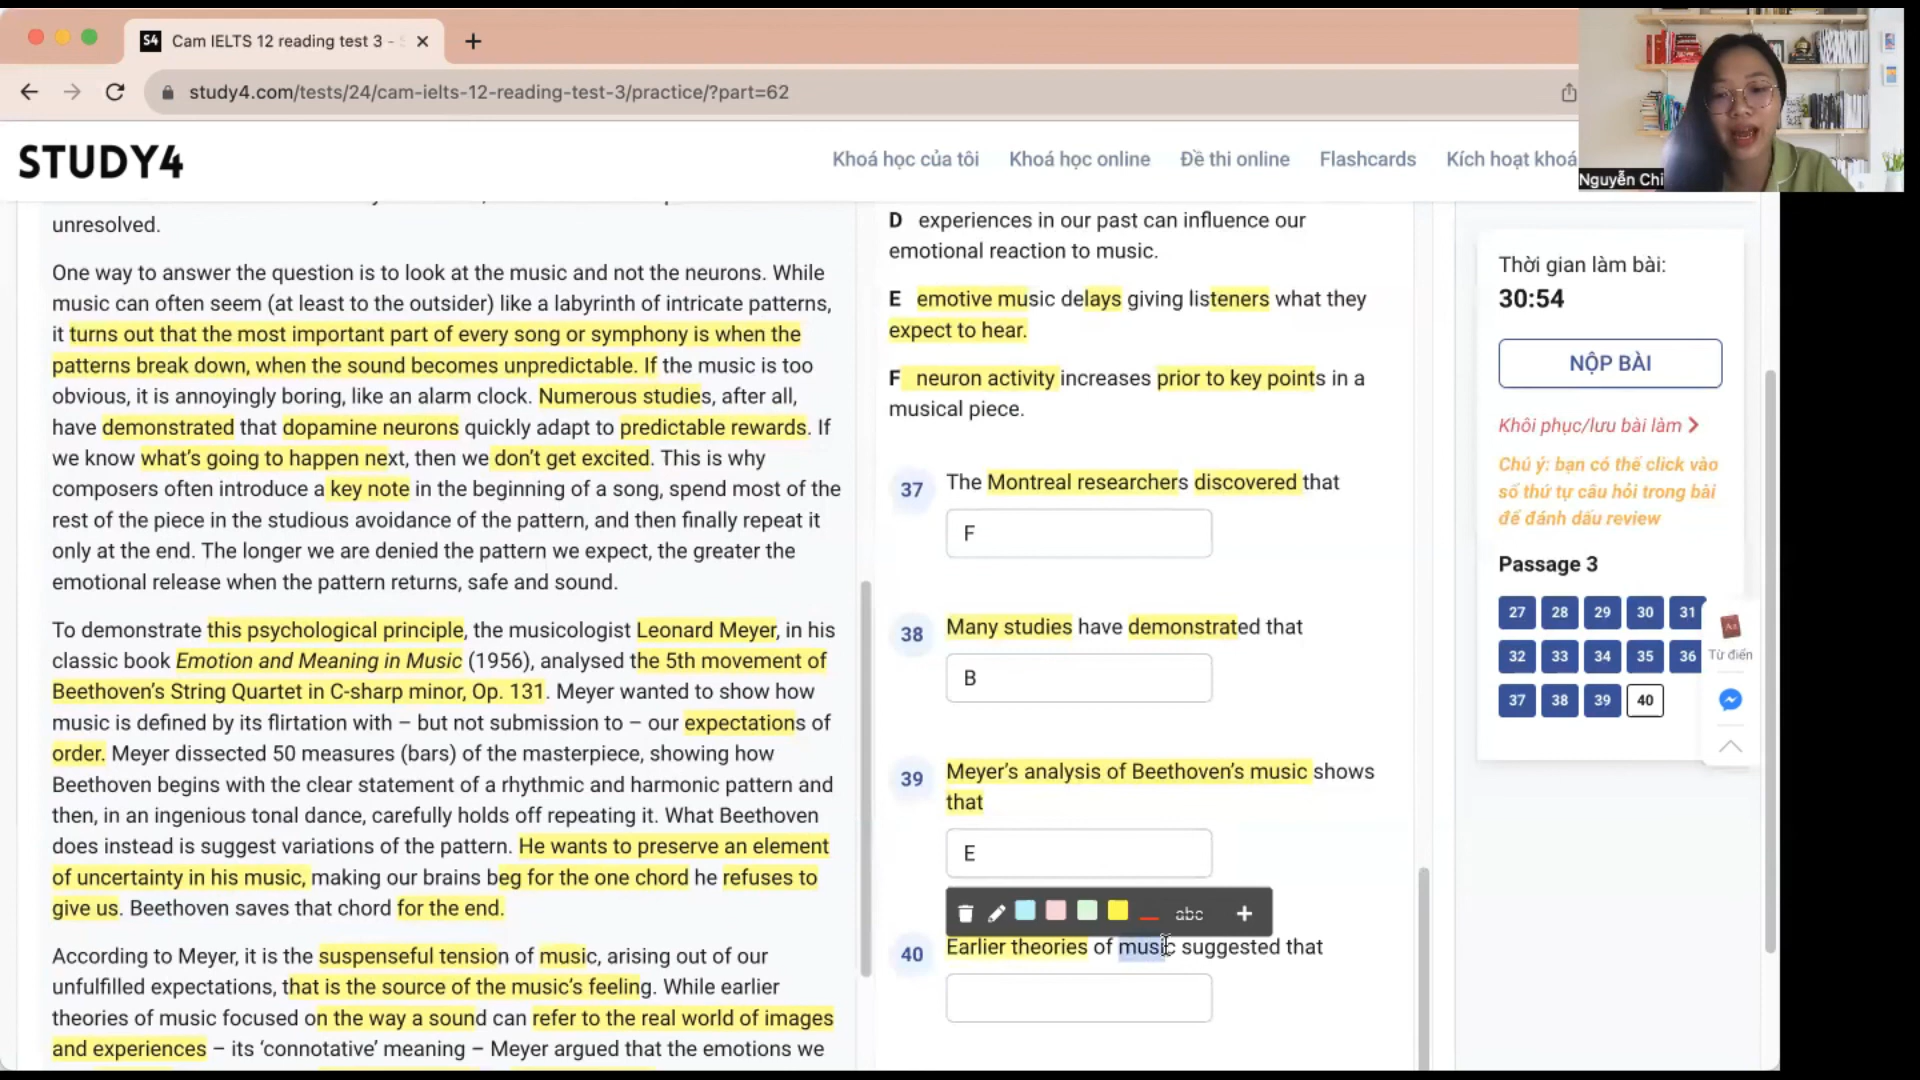 S4 Cam IELTS 12 reading test 3 -
study4.com/tests/24/cam-ielts-12-reading-test-3/practice/?part=62
STUDY4
Khoá học của tôi
Khoá học online
Đề thi online
Flashcards
Kích hoạt khoá
Nguyễn Chi
unresolved.
One way to answer the question is to look at the music and not the neurons. While
music can often seem (at least to the outsider) like a labyrinth of intricate patterns,
it turns out that the most important part of every song or symphony is when the
patterns break down, when the sound becomes unpredictable. If the music is too
obvious, it is annoyingly boring, like an alarm clock. Numerous studies, after all,
have demonstrated that dopamine neurons quickly adapt to predictable rewards. If
we know what's going to happen next, then we don't get excited. This is why
composers often introduce a key note in the beginning of a song, spend most of the
rest of the piece in the studious avoidance of the pattern, and then finally repeat it
only at the end. The longer we are denied the pattern we expect, the greater the
emotional release when the pattern returns, safe and sound.
To demonstrate this psychological principle, the musicologist Leonard Meyer, in his
classic book Emotion and Meaning in Music (1956), analysed the 5th movement of
Beethoven's String Quartet in C-sharp minor, Op. 131. Meyer wanted to show how
music is defined by its flirtation with – but not submission to – our expectations of
order. Meyer dissected 50 measures (bars) of the masterpiece, showing how
Beethoven begins with the clear statement of a rhythmic and harmonic pattern and
then, in an ingenious tonal dance, carefully holds off repeating it. What Beethoven
does instead is suggest variations of the pattern. He wants to preserve an element
of uncertainty in his music, making our brains beg for the one chord he refuses to
give us. Beethoven saves that chord for the end.
According to Meyer, it is the suspenseful tension of music, arising out of our
unfulfilled expectations, that is the source of the music's feeling. While earlier
theories of music focused on the way a sound can refer to the real world of images
and experiences – its 'connotative' meaning – Meyer argued that the emotions we
D experiences in our past can influence our
emotional reaction to music.
E emotive music delays giving listeners what they
expect to hear.
F neuron activity increases prior to key points in a
musical piece.
37 The Montreal researchers discovered that
F
38 Many studies have demonstrated that
B
39 Meyer's analysis of Beethoven's music shows
that
E
abc
40 Earlier theories of music suggested that
Thời gian làm bài:
30:54
NỘP BÀI
Khôi phục/lưu bài làm
Chú ý: bạn có thể click vào
số thứ tự câu hỏi trong bài
để đánh dấu review
Passage 3
27 28 29 30 31
32 33 34 35 36
37 38 39 40
Từ điển